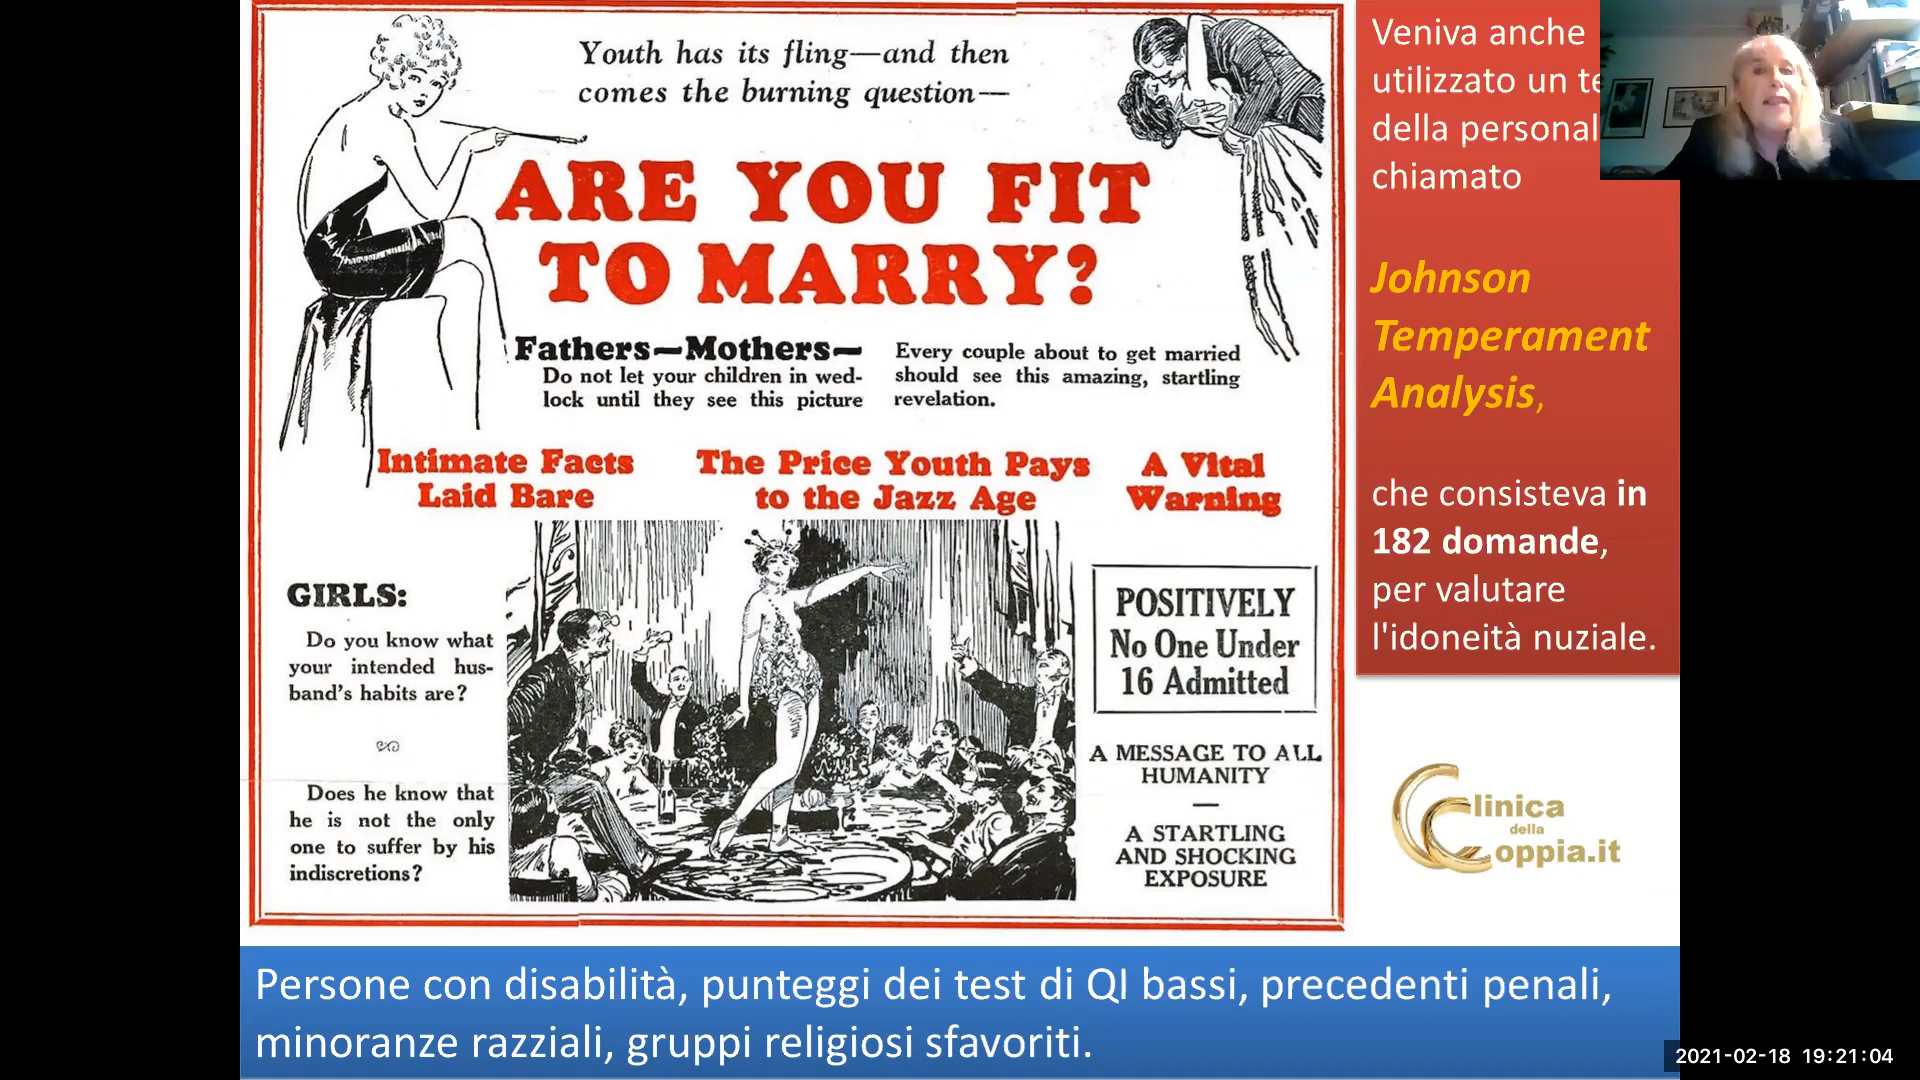 Youth has its fling—and then
comes the burning question—
ARE YOU FIT
TO MARRY?
Fathers—Mothers—
Do not let your children in wed-
lock until they see this picture
Every couple about to get married
should see this amazing, startling
revelation.
Intimate Facts
Laid Bare
The Price Youth Pays
to the Jazz Age
A Vital
Warning
GIRLS:
Do you know what
your intended hus-
band's habits are?
Does he know that
he is not the only
one to suffer by his
indiscretions?
POSITIVELY
No One Under
16 Admitted
A MESSAGE TO ALL
HUMANITY
—
A STARTLING
AND SHOCKING
EXPOSURE
Veniva anche
utilizzato un
della
chiamato
Johnson
Temperament
Analysis,
che consisteva in
182 domande,
per valutare
l'idoneità nuziale.
Clinica
della
Coppia.it
Persone con disabilità, punteggi dei test di QI bassi, precedenti penali,
minoranze razziali, gruppi religiosi sfavoriti.
2021-02-18 19:21:04